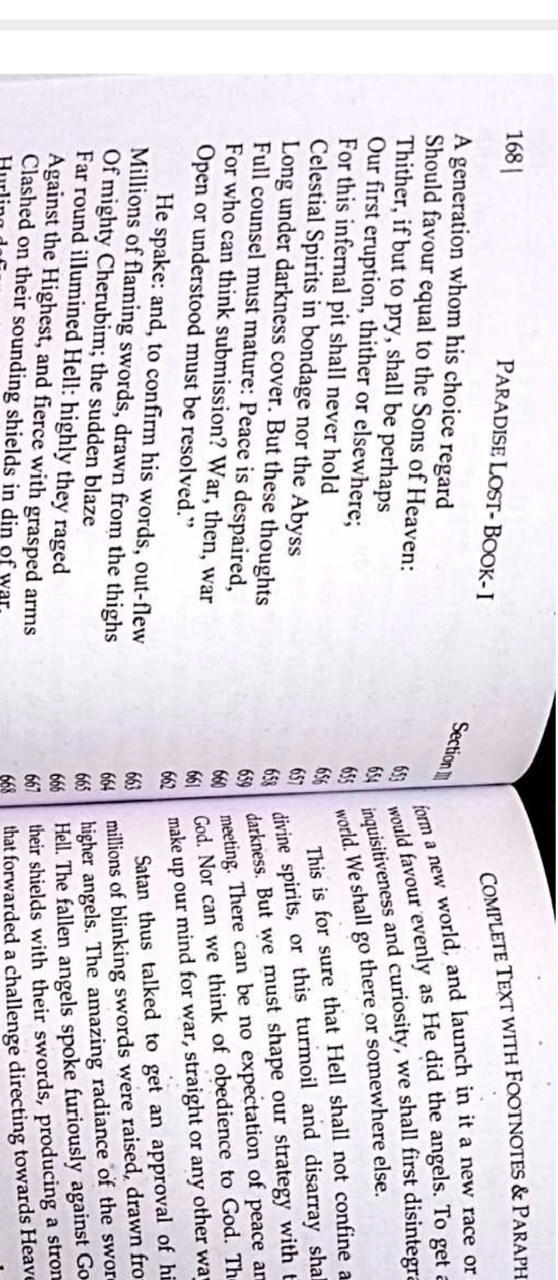 168|
PARADISE LOST- BOOK-I
Section III
A generation whom his choice regard 653
Should favour equal to the Sons of Heaven: 654
Thither, if but to pry, shall be perhaps 655
Our first eruption, thither or elsewhere; 656
For this infernal pit shall never hold 657
Celestial Spirits in bondage nor the Abyss 658
Long under darkness cover. But these thoughts 659
Full counsel must mature: Peace is despaired, 660
For who can think submission? War, then, war 661
Open or understood must be resolved.” 662
He spake: and, to confirm his words, out-flew 663
Millions of flaming swords, drawn from the thighs 664
Of mighty Cherubim; the sudden blaze 665
Far round illumined Hell: highly they raged 666
Against the Highest, and fierce with grasped arms 667
Clashed on their sounding shields in din of war, 668
COMPLETE TEXT WITH FOOTNOTES & PARAPH
form a new world, and launch in it a new race or
would favour evenly as He did the angels. To get a
inquisitiveness and curiosity, we shall first disintegra
world. We shall go there or somewhere else.
This is for sure that Hell shall not confine a
divine spirits, or this turmoil and disarray shal
darkness. But we must shape our strategy with t
meeting. There can be no expectation of peace an
God. Nor can we think of obedience to God. The
make up our mind for war, straight or any other wa
Satan thus talked to get an approval of hi
millions of blinking swords were raised, drawn fro
higher angels. The amazing radiance of the swor
Hell. The fallen angels spoke furiously against Go
their shields with their swords, producing a stron
that forwarded a challenge directing towards Heave